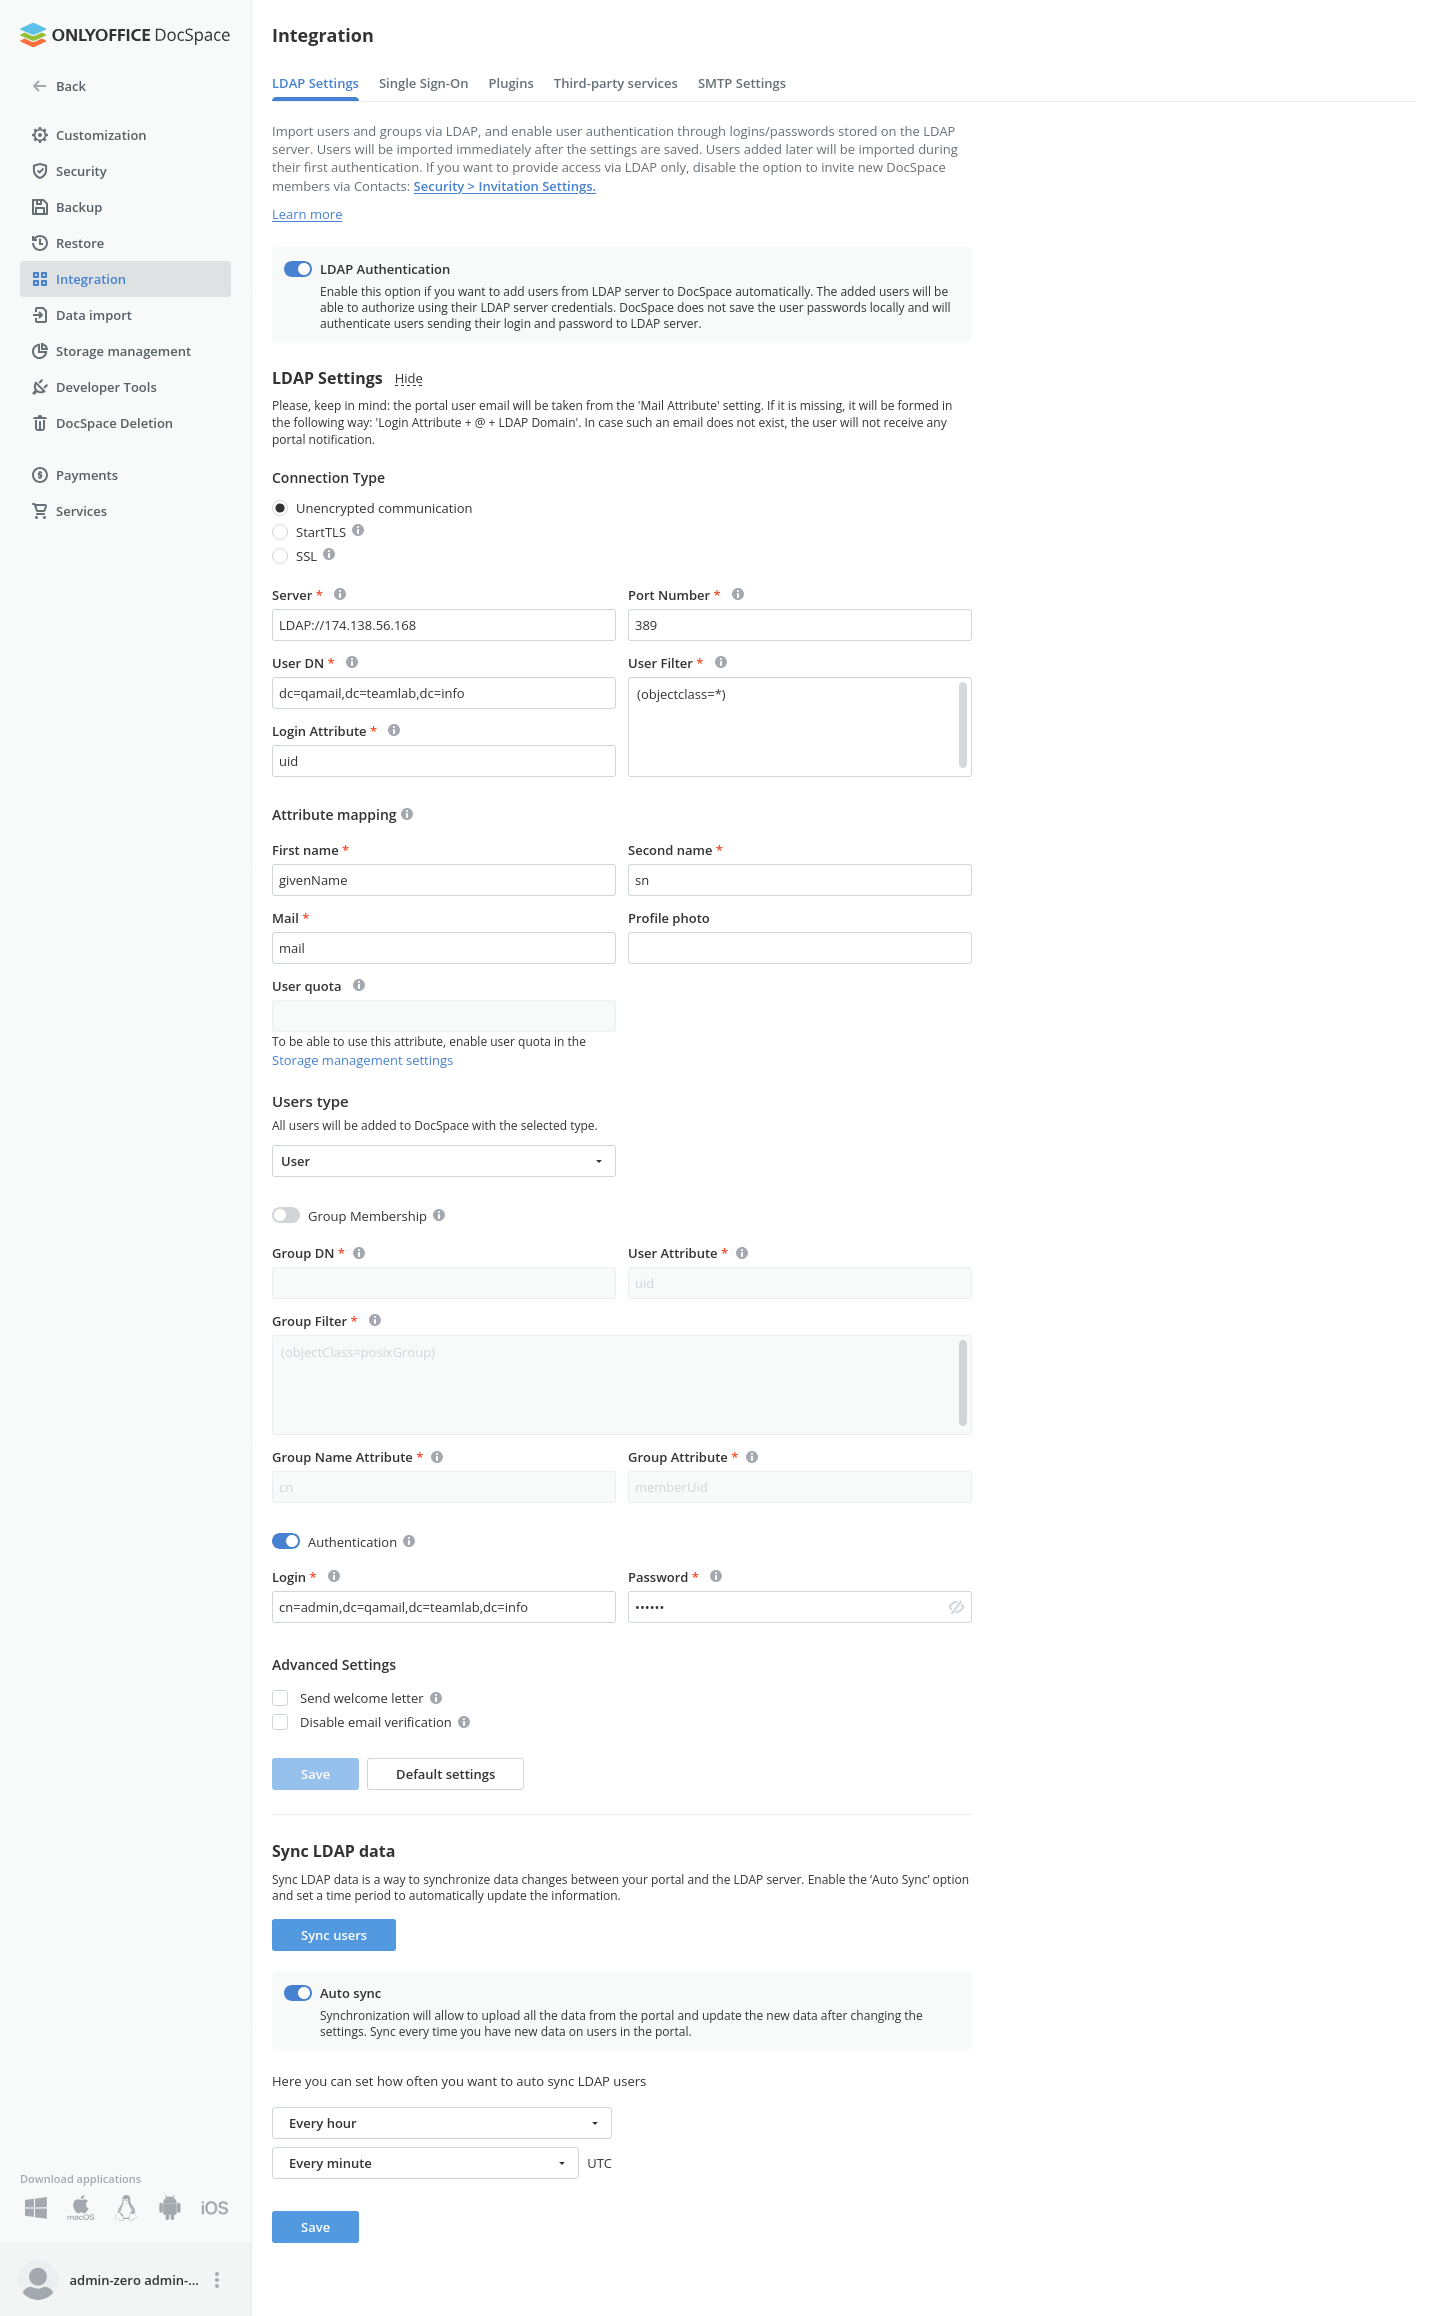 ONLYOFFICE DocSpace
Back
Customization
Security
Backup
Restore
Integration
Data import
Storage management
Developer Tools
DocSpace Deletion
Payments
Services
Download applications
macOS
iOS
admin-zero admin-...
Integration
LDAP Settings Single Sign-On Plugins Third-party services SMTP Settings
Import users and groups via LDAP, and enable user authentication through logins/passwords stored on the LDAP
server. Users will be imported immediately after the settings are saved. Users added later will be imported during
their first authentication. If you want to provide access via LDAP only, disable the option to invite new DocSpace
members via Contacts: Security > Invitation Settings.
Learn more
LDAP Authentication
Enable this option if you want to add users from LDAP server to DocSpace automatically. The added users will be
able to authorize using their LDAP server credentials. DocSpace does not save the user passwords locally and will
authenticate users sending their login and password to LDAP server.
LDAP Settings Hide
Please, keep in mind: the portal user email will be taken from the 'Mail Attribute' setting. If it is missing, it will be formed in
the following way: 'Login Attribute + @ + LDAP Domain'. In case such an email does not exist, the user will not receive any
portal notification.
Connection Type
Unencrypted communication
StartTLS
SSL
Server * Port Number *
LDAP://174.138.56.168 389
User DN * User Filter *
dc=qamail,dc=teamlab,dc=info (objectclass=*)
Login Attribute *
uid
Attribute mapping
First name * Second name *
givenName sn
Mail * Profile photo
mail
User quota
To be able to use this attribute, enable user quota in the
Storage management settings
Users type
All users will be added to DocSpace with the selected type.
User
Group Membership
Group DN * User Attribute *
uid
Group Filter *
(objectClass=posixGroup)
Group Name Attribute * Group Attribute *
cn memberUid
Authentication
Login * Password *
cn=admin,dc=qamail,dc=teamlab,dc=info ••••••
Advanced Settings
Send welcome letter
Disable email verification
Save Default settings
Sync LDAP data
Sync LDAP data is a way to synchronize data changes between your portal and the LDAP server. Enable the ‘Auto Sync’ option
and set a time period to automatically update the information.
Sync users
Auto sync
Synchronization will allow to upload all the data from the portal and update the new data after changing the
settings. Sync every time you have new data on users in the portal.
Here you can set how often you want to auto sync LDAP users
Every hour
Every minute UTC
Save